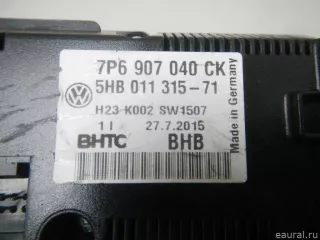 7P6 907 040 CK
5HB 011 315-71
H23 K002 SW1507
1 I 27.7.2015
BHTC BHB
Made in Germany
© eaural.ru